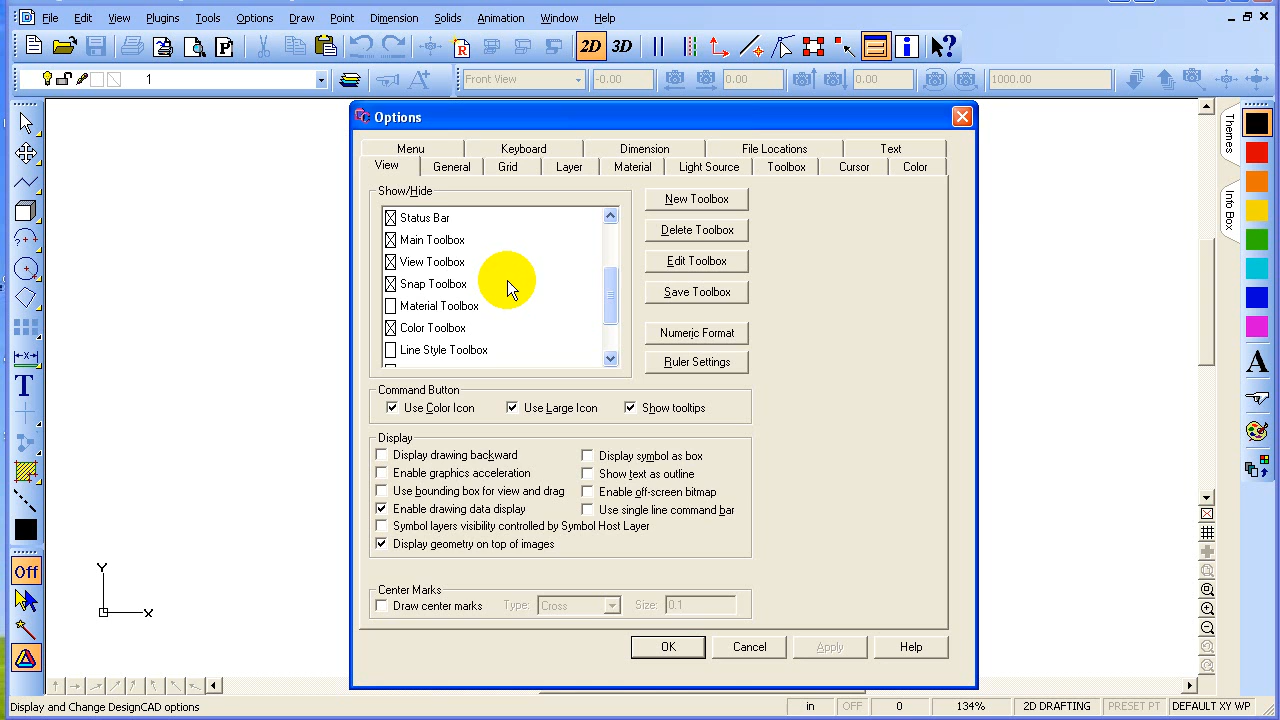 File Edit View Plugins Tools Options Draw Point Dimension Solids Animation Window Help
P 2D 3D
1 Front View -0.00 0.00 0.00 1000.00
Options
Menu Keyboard Dimension File Locations Text
View General Grid Layer Material Light Source Toolbox Cursor Color
Show/Hide
Status Bar
Main Toolbox
View Toolbox
Snap Toolbox
Material Toolbox
Color Toolbox
Line Style Toolbox
New Toolbox
Delete Toolbox
Edit Toolbox
Save Toolbox
Numeric Format
Ruler Settings
Command Button
Use Color Icon Use Large Icon Show tooltips
Display
Display drawing backward Display symbol as box
Enable graphics acceleration Show text as outline
Use bounding box for view and drag Enable off-screen bitmap
Enable drawing data display Use single line command bar
Symbol layers visibility controlled by Symbol Host Layer
Display geometry on top of images
Center Marks
Draw center marks Type: Cross Size: 0.1
OK Cancel Apply Help
Themes
Info Box
A
T
Off
Y
X
Display and Change DesignCAD options in OFF 0 134% 2D DRAFTING PRESET PT DEFAULT XY WP